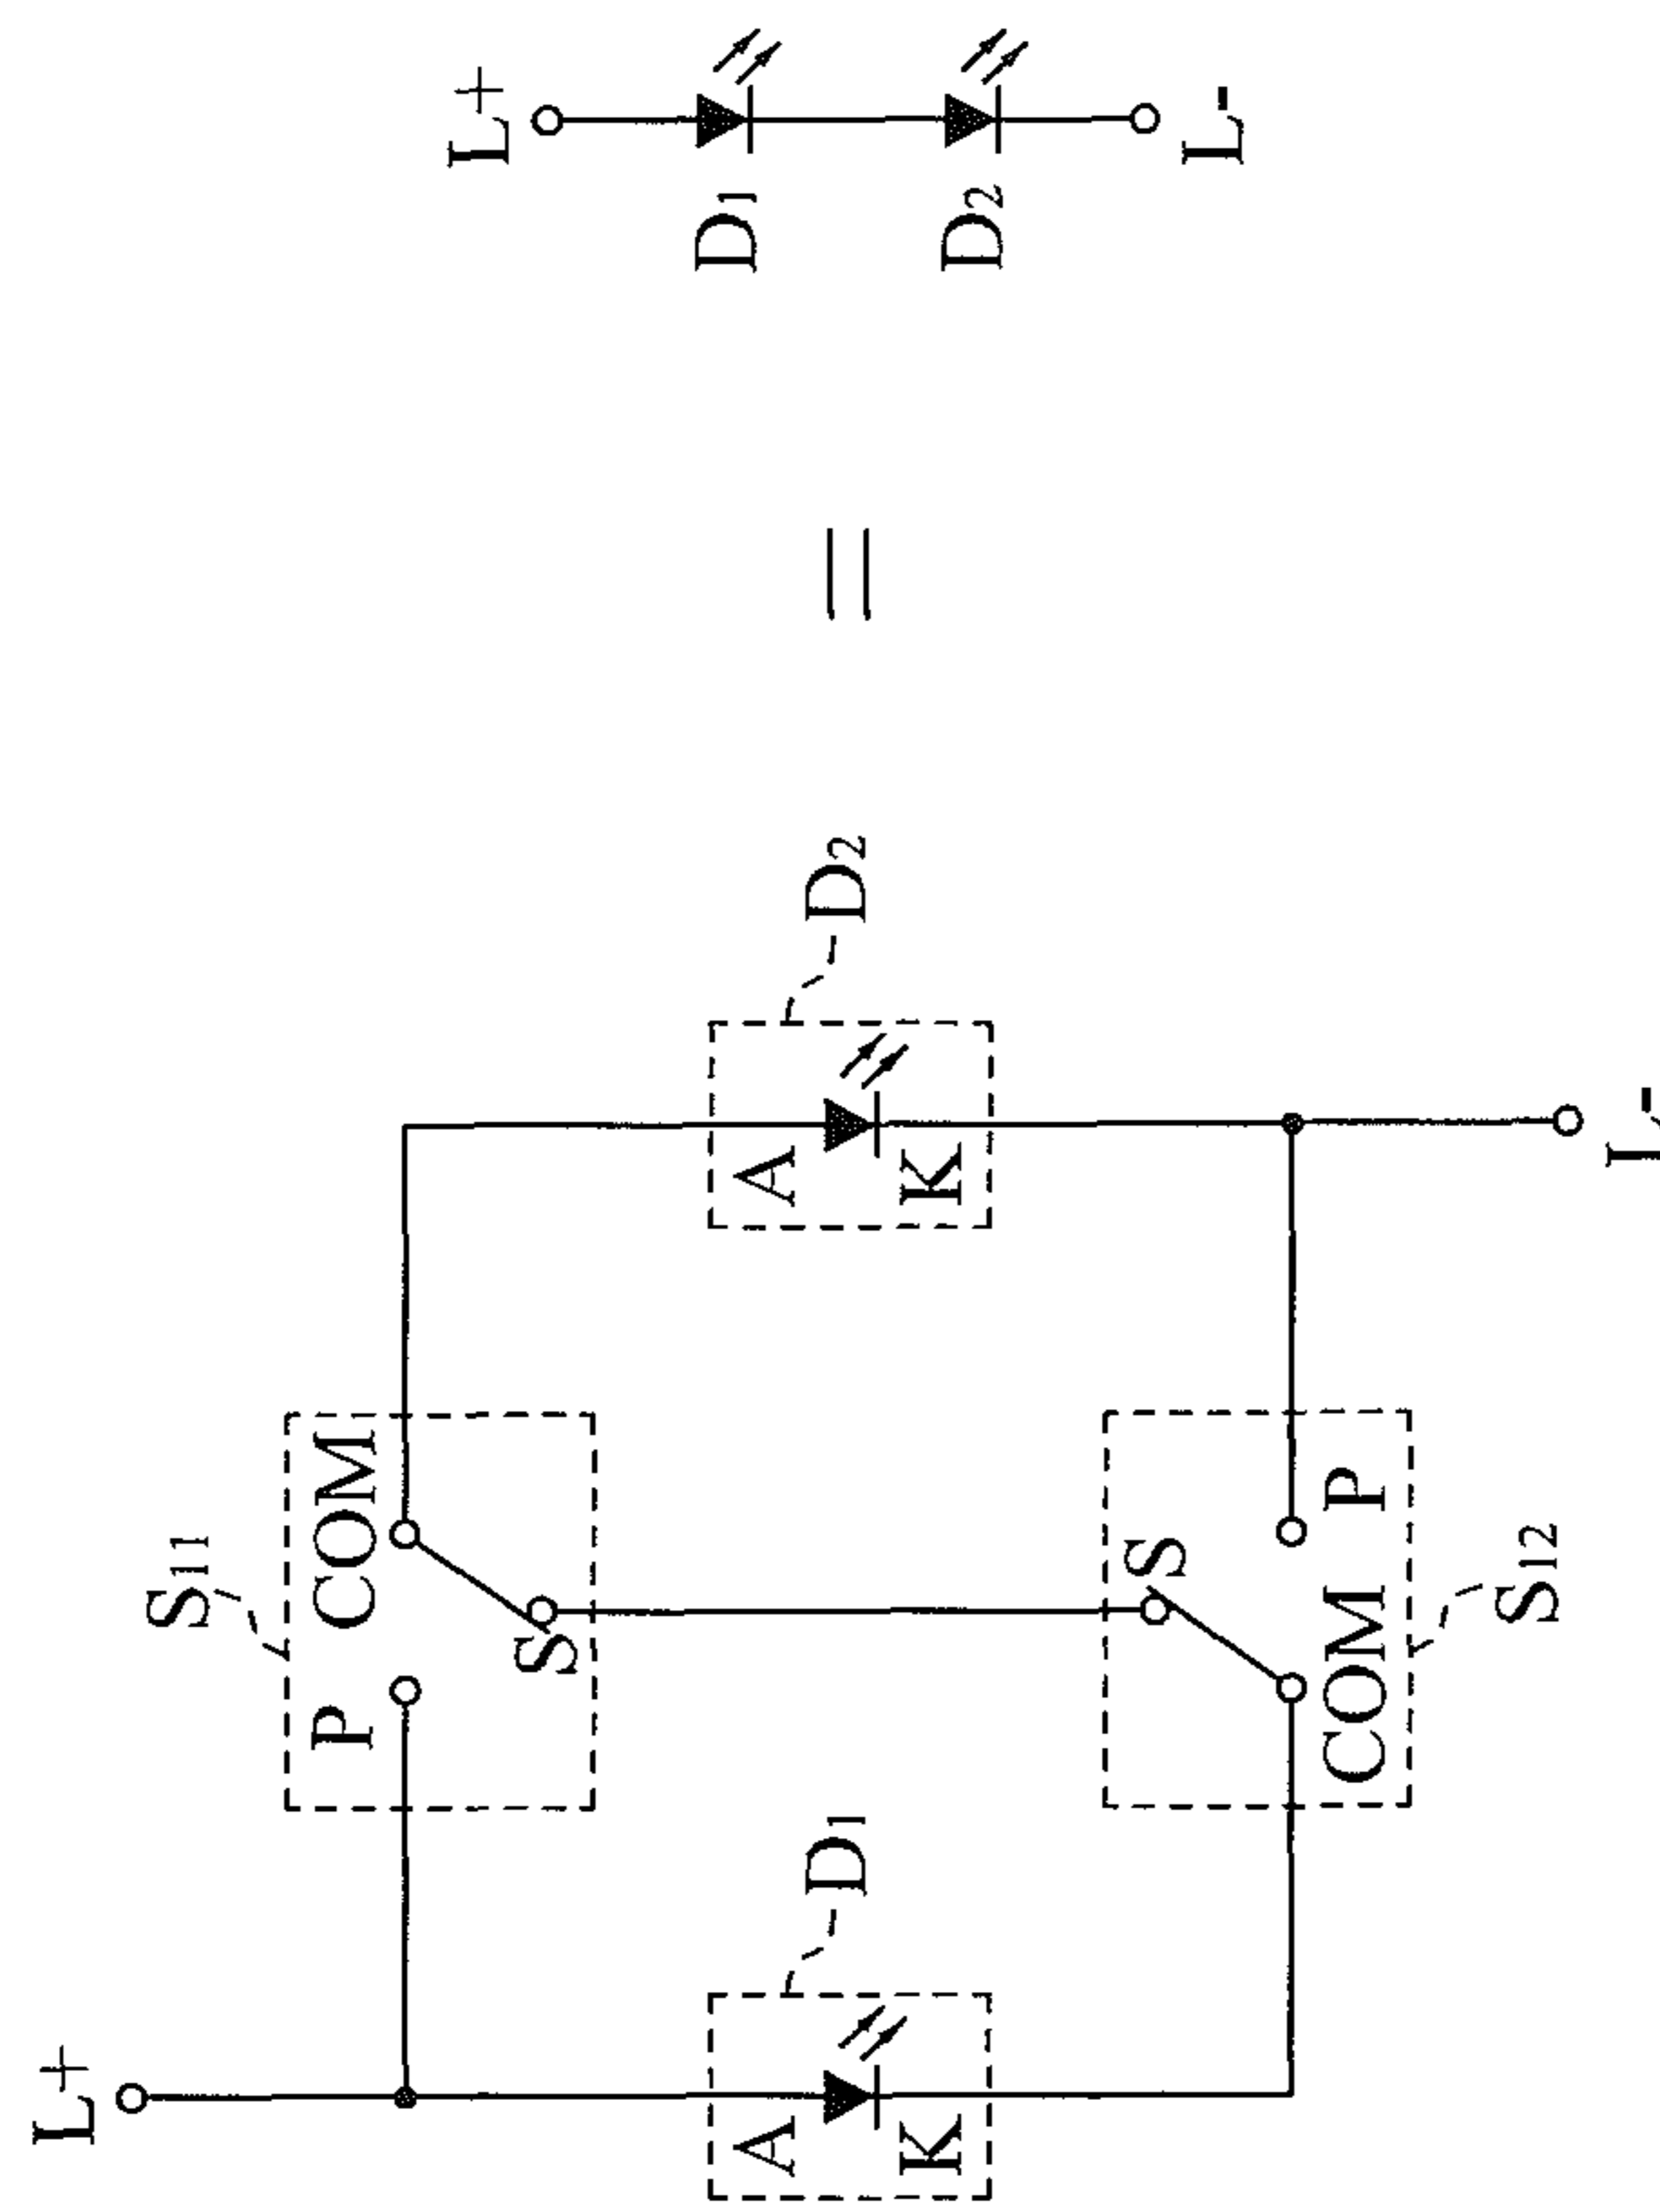 L+
S11
P
COM
S
D1
A
K
D2
A
K
S
COM
P
S12
L-
=
L+
D1
D2
L-